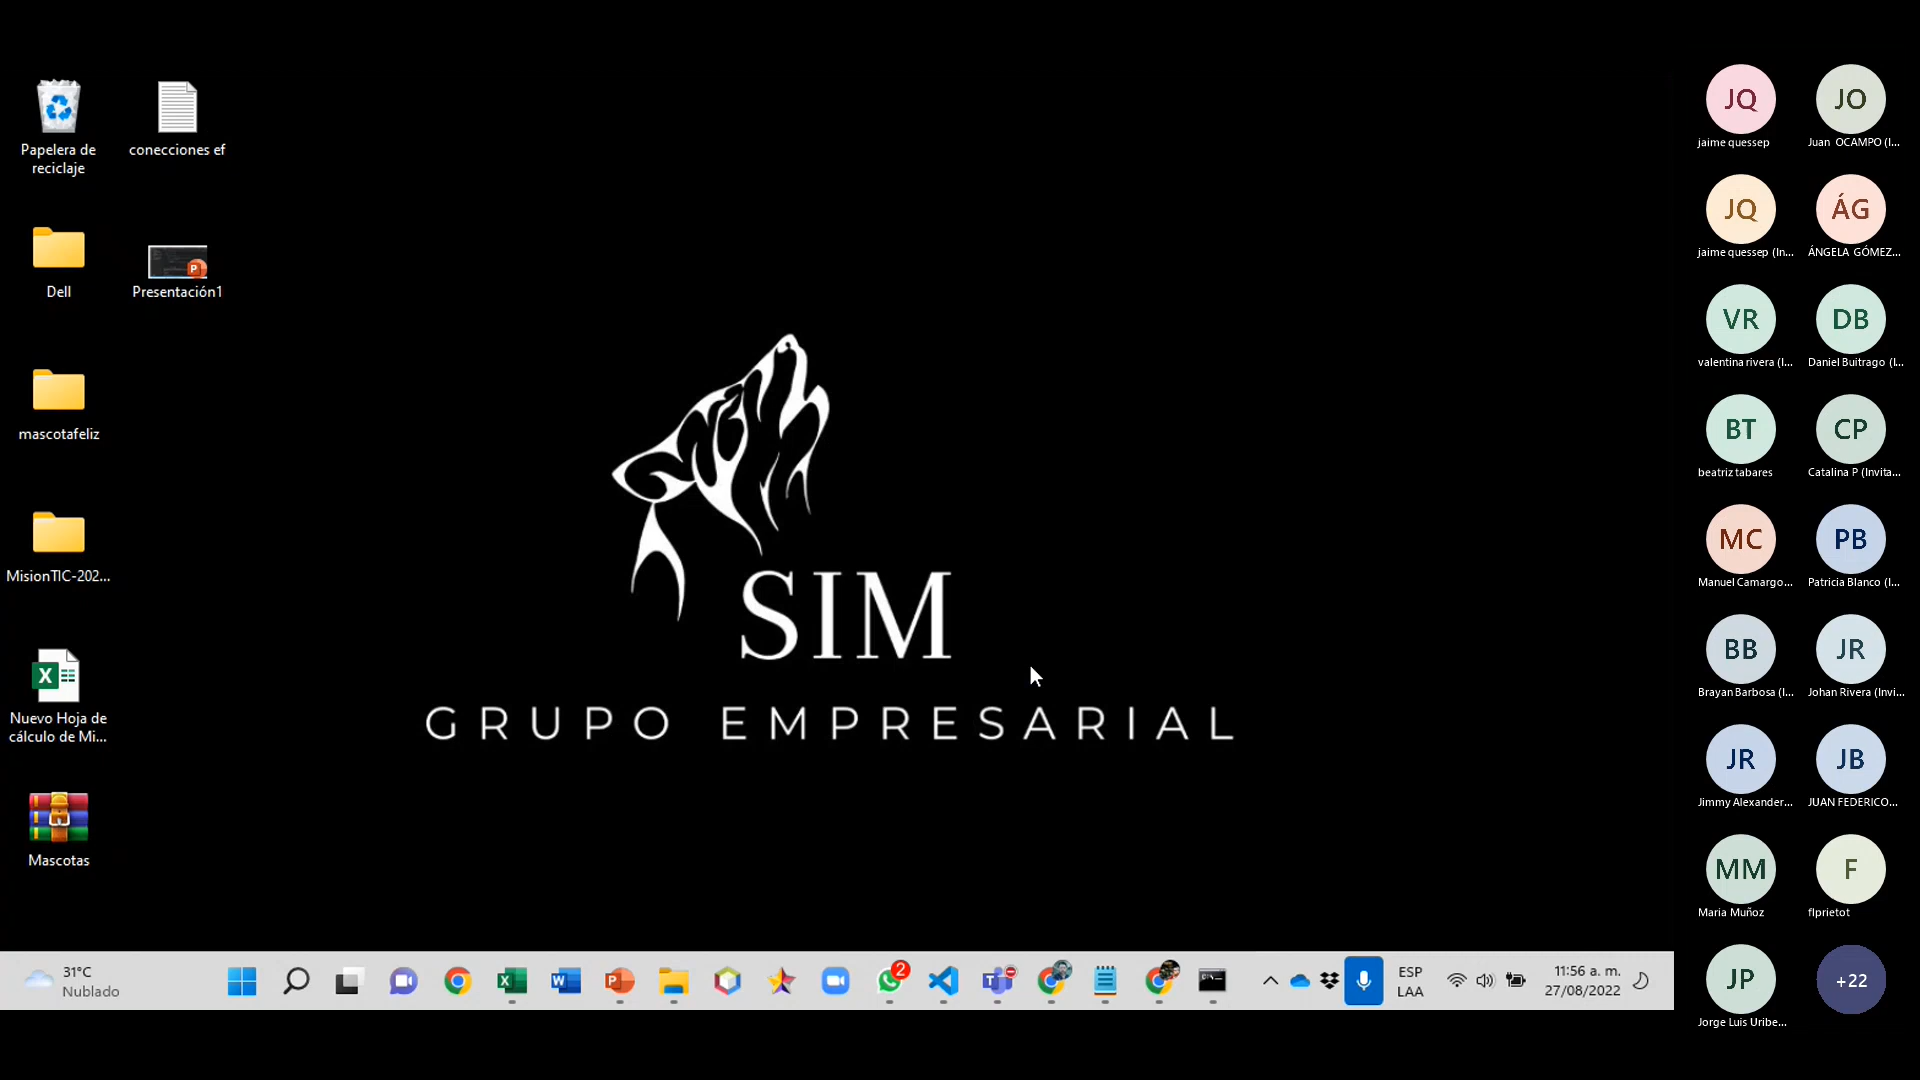 Papelera de
reciclaje
conecciones ef
Dell
Presentación1
mascotafeliz
MisionTIC-202...
Nuevo Hoja de
cálculo de Mi...
Mascotas
SIM
GRUPO EMPRESARIAL
31°C
Nublado
2
ESP
LAA
11:56 a. m.
27/08/2022
JQ
jaime quessep
JO
Juan OCAMPO (I...
JQ
jaime quessep (In...
ÁG
ÁNGELA GÓMEZ...
VR
valentina rivera (I...
DB
Daniel Buitrago (I...
BT
beatriz tabares
CP
Catalina P (Invita...
MC
Manuel Camargo...
PB
Patricia Blanco (I...
BB
Brayan Barbosa (I...
JR
Johan Rivera (Invi...
JR
Jimmy Alexander...
JB
JUAN FEDERICO...
MM
Maria Muñoz
F
flprietot
JP
Jorge Luis Uribe...
+22